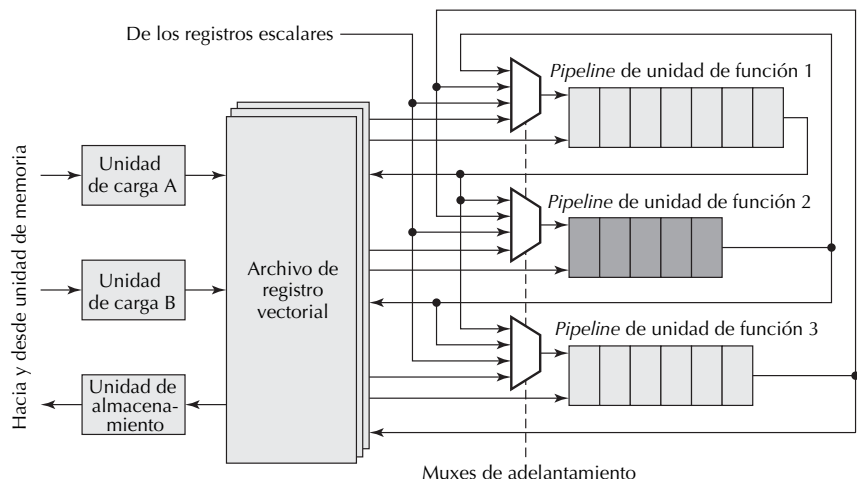 De los registros escalares
Pipeline de unidad de función 1
Hacia y desde unidad de memoria
Unidad
de carga A
Pipeline de unidad de función 2
Archivo de
registro
vectorial
Unidad
de carga B
Pipeline de unidad de función 3
Unidad de
almacena-
miento
Muxes de adelantamiento